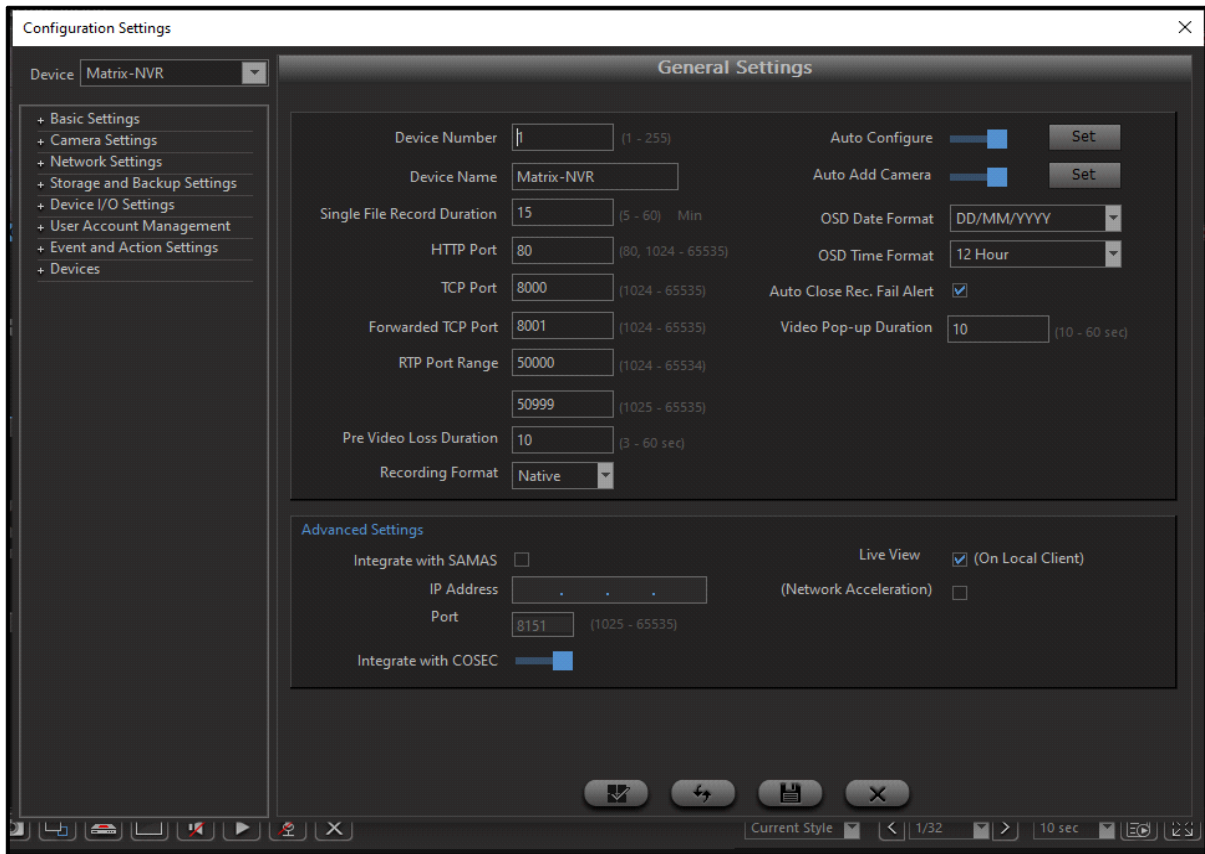 Configuration Settings
Device Matrix-NVR
+ Basic Settings
+ Camera Settings
+ Network Settings
+ Storage and Backup Settings
+ Device I/O Settings
+ User Account Management
+ Event and Action Settings
+ Devices
General Settings
Device Number 1 (1 - 255)
Device Name Matrix-NVR
Single File Record Duration 15 (5 - 60) Min
HTTP Port 80 (80, 1024 - 65535)
TCP Port 8000 (1024 - 65535)
Forwarded TCP Port 8001 (1024 - 65535)
RTP Port Range 50000 (1024 - 65534)
50999 (1025 - 65535)
Pre Video Loss Duration 10 (3 - 60 sec)
Recording Format Native
Auto Configure Set
Auto Add Camera Set
OSD Date Format DD/MM/YYYY
OSD Time Format 12 Hour
Auto Close Rec. Fail Alert
Video Pop-up Duration 10 (10 - 60 sec)
Advanced Settings
Integrate with SAMAS
IP Address . . .
Port 8151 (1025 - 65535)
Integrate with COSEC
Live View (On Local Client)
(Network Acceleration)
Current Style 1/32 10 sec